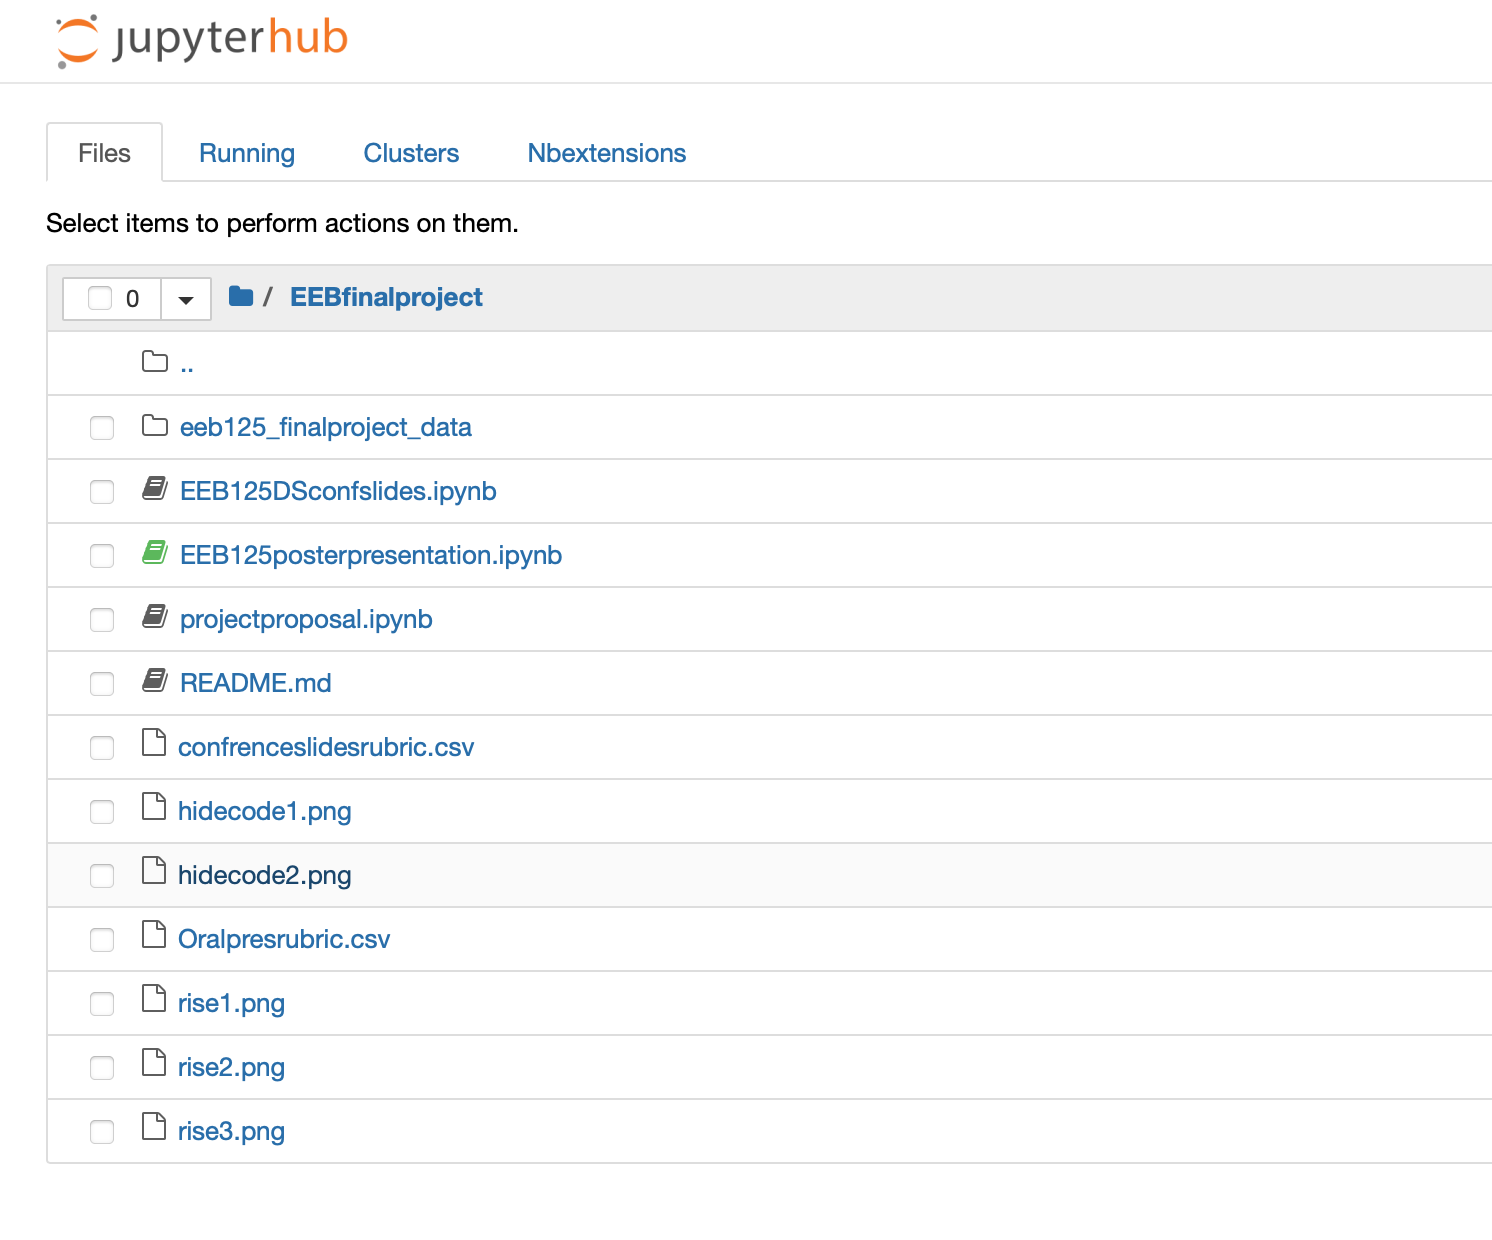 jupyterhub
Files Running Clusters Nbextensions
Select items to perform actions on them.
0 / EEBfinalproject
..
eeb125_finalproject_data
EEB125DSconfslides.ipynb
EEB125posterpresentation.ipynb
projectproposal.ipynb
README.md
confrenceslidesrubric.csv
hidecode1.png
hidecode2.png
Oralpresrubric.csv
rise1.png
rise2.png
rise3.png